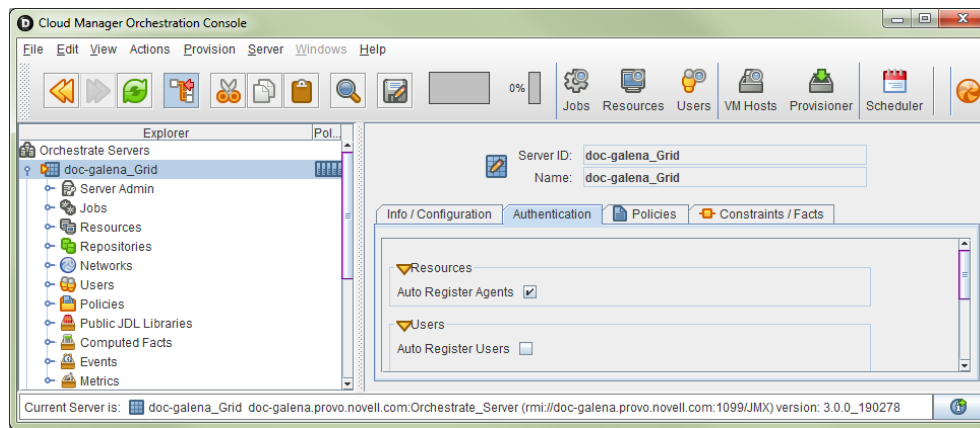 Cloud Manager Orchestration Console
File Edit View Actions Provision Server Windows Help
0% Jobs Resources Users VM Hosts Provisioner Scheduler
Explorer Pol...
Orchestrate Servers
doc-galena_Grid
Server Admin
Jobs
Resources
Repositories
Networks
Users
Policies
Public JDL Libraries
Computed Facts
Events
Metrics
Server ID: doc-galena_Grid
Name: doc-galena_Grid
Info / Configuration Authentication Policies Constraints / Facts
Resources
Auto Register Agents
Users
Auto Register Users
Current Server is: doc-galena_Grid doc-galena.provo.novell.com:Orchestrate_Server (rmi://doc-galena.provo.novell.com:1099/JMX) version: 3.0.0_190278